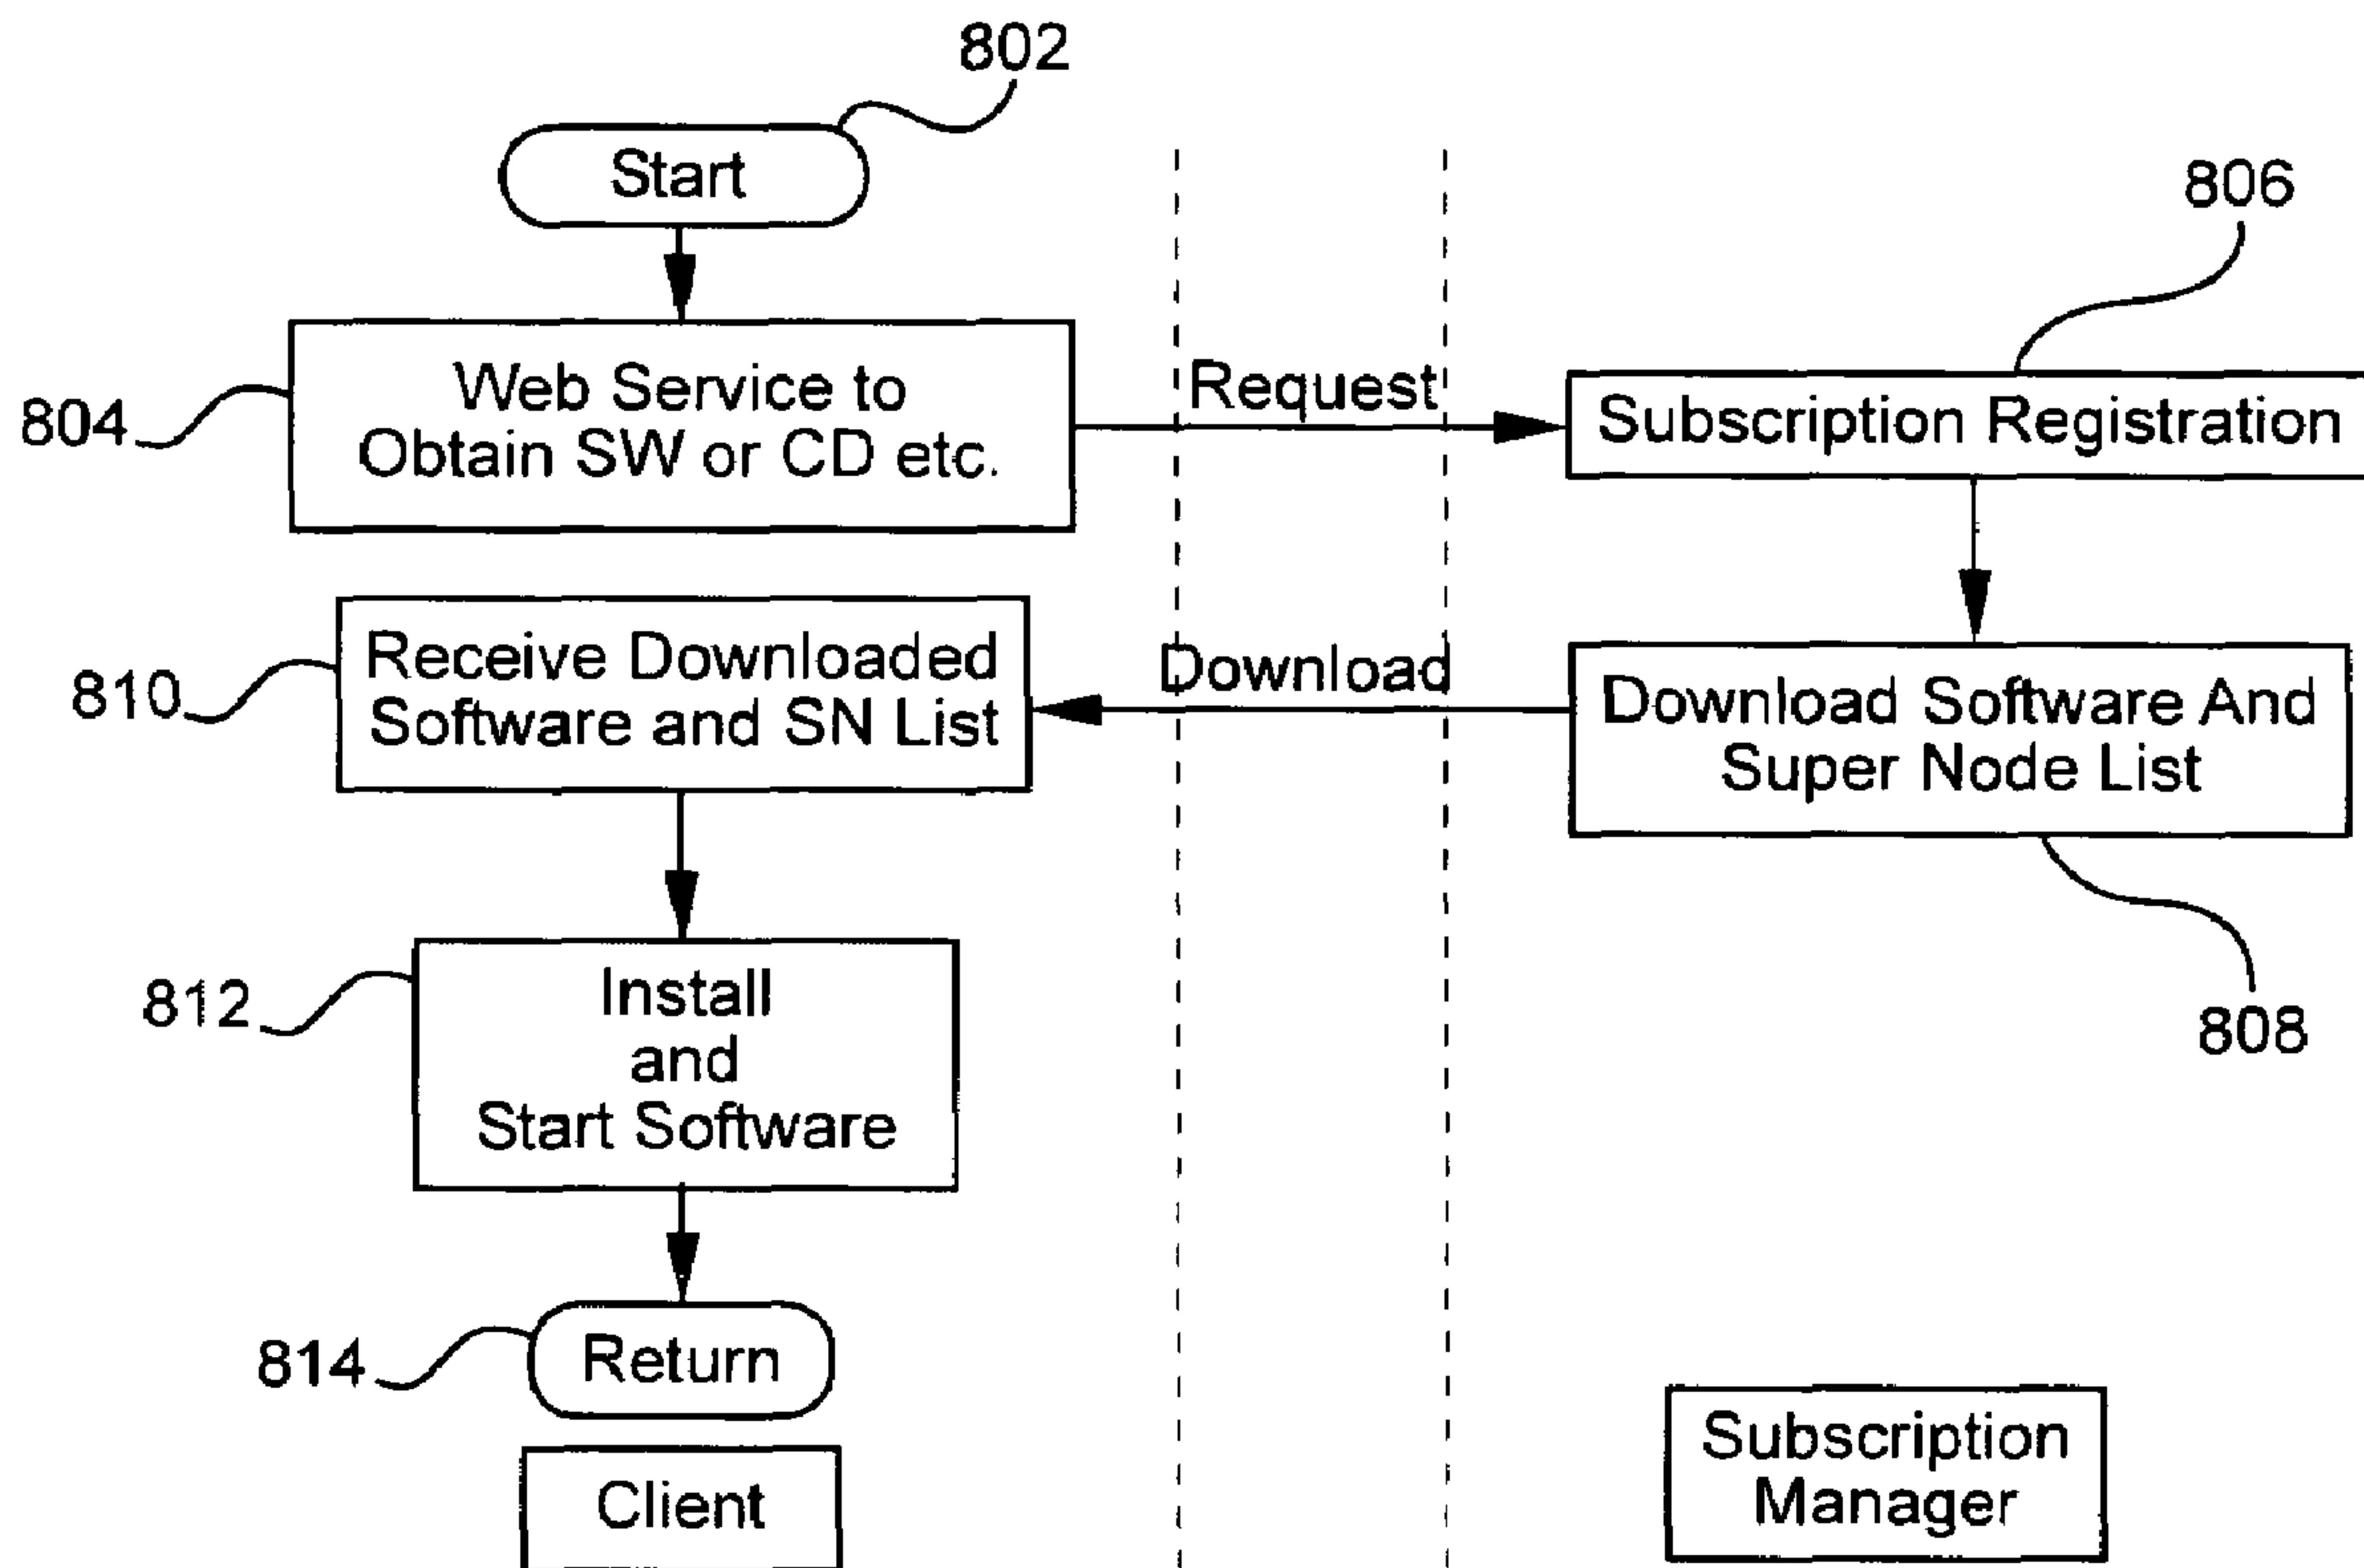 802
Start
806
804
Web Service to
Obtain SW or CD etc.
Request
Subscription Registration
810
Receive Downloaded
Software and SN List
Download
Download Software And
Super Node List
812
Install
and
Start Software
808
814
Return
Client
Subscription
Manager